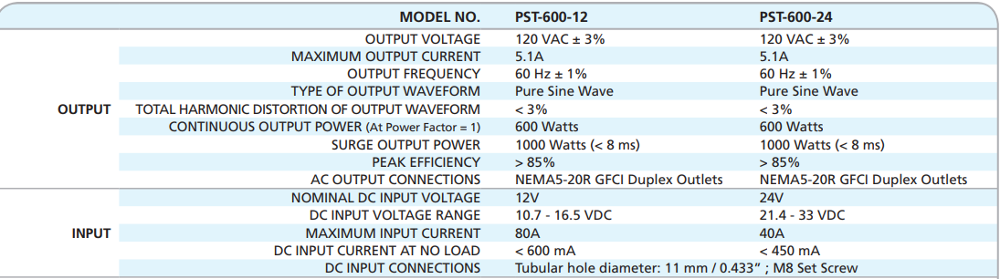 MODEL NO. PST-600-12 PST-600-24
OUTPUT VOLTAGE 120 VAC ± 3% 120 VAC ± 3%
MAXIMUM OUTPUT CURRENT 5.1A 5.1A
OUTPUT FREQUENCY 60 Hz ± 1% 60 Hz ± 1%
TYPE OF OUTPUT WAVEFORM Pure Sine Wave Pure Sine Wave
OUTPUT TOTAL HARMONIC DISTORTION OF OUTPUT WAVEFORM < 3% < 3%
CONTINUOUS OUTPUT POWER (At Power Factor = 1) 600 Watts 600 Watts
SURGE OUTPUT POWER 1000 Watts (< 8 ms) 1000 Watts (< 8 ms)
PEAK EFFICIENCY > 85% > 85%
AC OUTPUT CONNECTIONS NEMA5-20R GFCI Duplex Outlets NEMA5-20R GFCI Duplex Outlets
NOMINAL DC INPUT VOLTAGE 12V 24V
DC INPUT VOLTAGE RANGE 10.7 - 16.5 VDC 21.4 - 33 VDC
INPUT MAXIMUM INPUT CURRENT 80A 40A
DC INPUT CURRENT AT NO LOAD < 600 mA < 450 mA
DC INPUT CONNECTIONS Tubular hole diameter: 11 mm / 0.433” ; M8 Set Screw